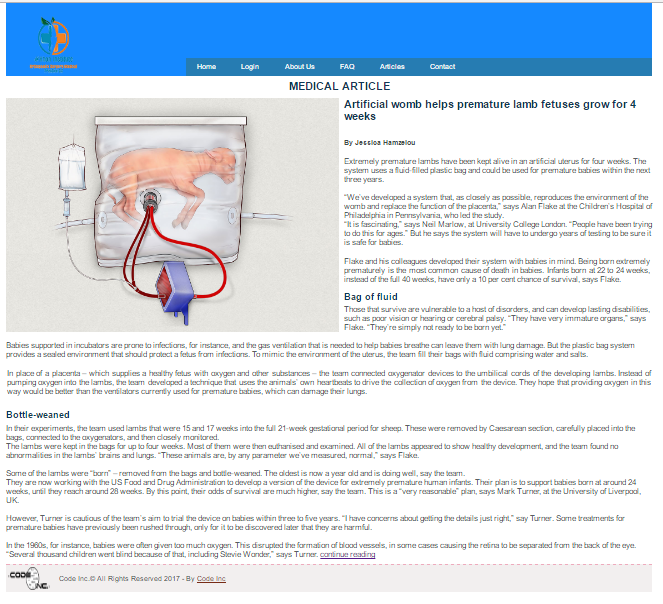 Home Login About Us FAQ Articles Contact
MEDICAL ARTICLE
Artificial womb helps premature lamb fetuses grow for 4
weeks
By Jessica Hamzelou
Extremely premature lambs have been kept alive in an artificial uterus for four weeks. The
system uses a fluid-filled plastic bag and could be used for premature babies within the next
three years.
“We’ve developed a system that, as closely as possible, reproduces the environment of the
womb and replace the function of the placenta,” says Alan Flake at the Children’s Hospital of
Philadelphia in Pennsylvania, who led the study.
“It is fascinating,” says Neil Marlow, at University College London. “People have been trying
to do this for ages.” But he says the system will have to undergo years of testing to be sure it
is safe for babies.
Flake and his colleagues developed their system with babies in mind. Being born extremely
prematurely is the most common cause of death in babies. Infants born at 22 to 24 weeks,
instead of the full 40 weeks, have only a 10 per cent chance of survival, says Flake.
Bag of fluid
Those that survive are vulnerable to a host of disorders, and can develop lasting disabilities,
such as poor vision or hearing or cerebral palsy. “They have very immature organs,” says
Flake. “They’re simply not ready to be born yet.”
Babies supported in incubators are prone to infections, for instance, and the gas ventilation that is needed to help babies breathe can leave them with lung damage. But the plastic bag system
provides a sealed environment that should protect a fetus from infections. To mimic the environment of the uterus, the team fill their bags with fluid comprising water and salts.
In place of a placenta – which supplies a healthy fetus with oxygen and other substances – the team connected oxygenator devices to the umbilical cords of the developing lambs. Instead of
pumping oxygen into the lambs, the team developed a technique that uses the animals’ own heartbeats to drive the collection of oxygen from the device. They hope that providing oxygen in this
way would be better than the ventilators currently used for premature babies, which can damage their lungs.
Bottle-weaned
In their experiments, the team used lambs that were 15 and 17 weeks into the full 21-week gestational period for sheep. These were removed by Caesarean section, carefully placed into the
bags, connected to the oxygenators, and then closely monitored.
The lambs were kept in the bags for up to four weeks. Most of them were then euthanised and examined. All of the lambs appeared to show healthy development, and the team found no
abnormalities in the lambs’ brains and lungs. “These animals are, by any parameter we’ve measured, normal,” says Flake.
Some of the lambs were “born” – removed from the bags and bottle-weaned. The oldest is now a year old and is doing well, say the team.
They are now working with the US Food and Drug Administration to develop a version of the device for extremely premature human infants. Their plan is to support babies born at around 24
weeks, until they reach around 28 weeks. By this point, their odds of survival are much higher, say the team. This is a “very reasonable” plan, says Mark Turner, at the University of Liverpool,
UK.
However, Turner is cautious of the team’s aim to trial the device on babies within three to five years. “I have concerns about getting the details just right,” say Turner. Some treatments for
premature babies have previously been rushed through, only for it to be discovered later that they are harmful.
In the 1960s, for instance, babies were often given too much oxygen. This disrupted the formation of blood vessels, in some cases causing the retina to be separated from the back of the eye.
“Several thousand children went blind because of that, including Stevie Wonder,” says Turner. continue reading
CODE
INC.
Code Inc.© All Rights Reserved 2017 - By Code Inc